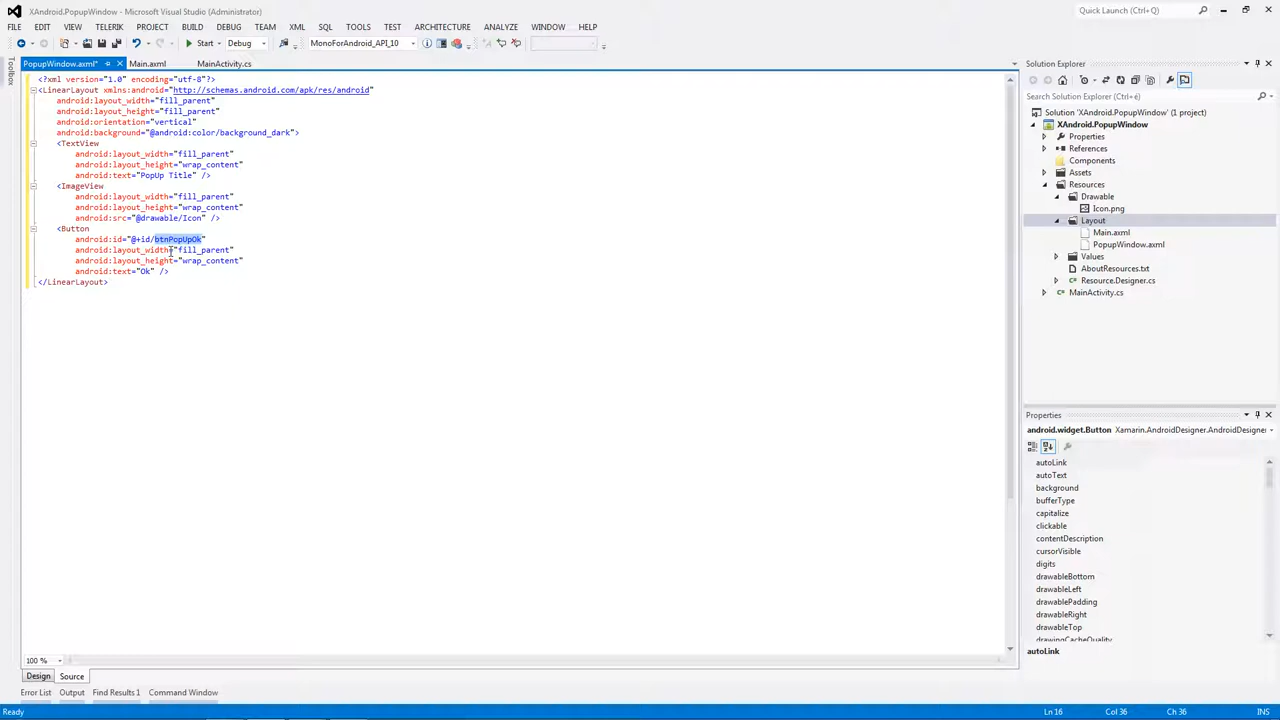 XAndroid.PopupWindow - Microsoft Visual Studio (Administrator)
Quick Launch (Ctrl+J)
FILE EDIT VIEW TELERIK PROJECT BUILD DEBUG TEAM XML SQL TOOLS TEST ARCHITECTURE ANALYZE WINDOW HELP
Start Debug MonoForAndroid_API_10
Toolbox
PopupWindow.axml* Main.axml MainActivity.cs
<?xml version="1.0" encoding="utf-8"?>
<LinearLayout xmlns:android="http://schemas.android.com/apk/res/android"
android:layout_width="fill_parent"
android:layout_height="fill_parent"
android:orientation="vertical"
android:background="@android:color/background_dark">
<TextView
android:layout_width="fill_parent"
android:layout_height="wrap_content"
android:text="PopUp Title" />
<ImageView
android:layout_width="fill_parent"
android:layout_height="wrap_content"
android:src="@drawable/Icon" />
<Button
android:id="@+id/btnPopUpOk"
android:layout_width="fill_parent"
android:layout_height="wrap_content"
android:text="Ok" />
</LinearLayout>
100 %
Design Source
Error List Output Find Results 1 Command Window
Solution Explorer
Search Solution Explorer (Ctrl+é)
Solution 'XAndroid.PopupWindow' (1 project)
XAndroid.PopupWindow
Properties
References
Components
Assets
Resources
Drawable
Icon.png
Layout
Main.axml
PopupWindow.axml
Values
AboutResources.txt
Resource.Designer.cs
MainActivity.cs
Properties
android.widget.Button Xamarin.AndroidDesigner.AndroidDesigner
autoLink
autoText
background
bufferType
capitalize
clickable
contentDescription
cursorVisible
digits
drawableBottom
drawableLeft
drawablePadding
drawableRight
drawableTop
drawingCacheQuality
autoLink
Ln 16 Col 36 Ch 36 INS